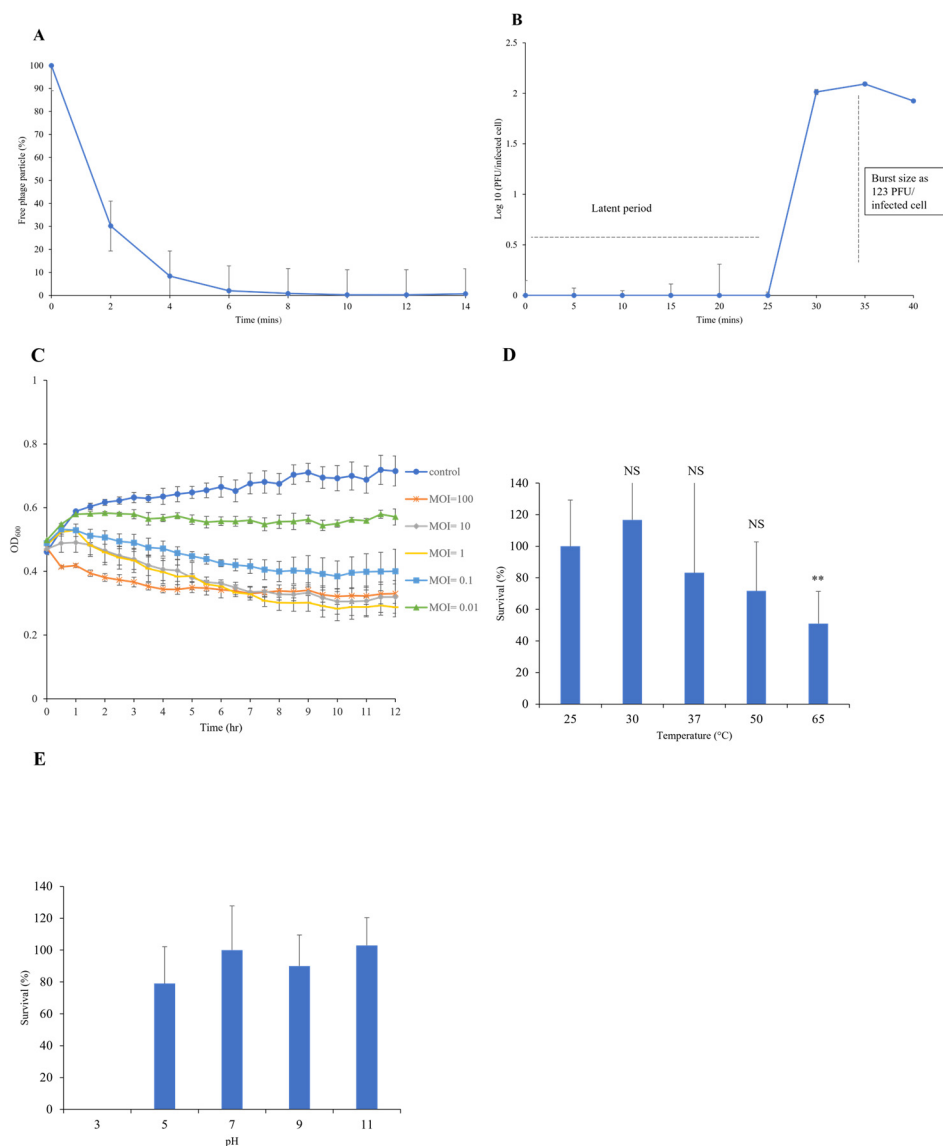 A
100
90
80
70
60
50
40
30
20
10
0
Free phage particle (%)
0 2 4 6 8 10 12 14
Time (mins)
B
2.5
2
1.5
1
0.5
0
Log 10 (PFU/infected cell)
Latent period
Burst size as
123 PFU/
infected cell
0 5 10 15 20 25 30 35 40
Time (mins)
C
1
0.8
0.6
0.4
0.2
0
OD600
control
MOI=100
MOI= 10
MOI= 1
MOI= 0.1
MOI= 0.01
0 1 2 3 4 5 6 7 8 9 10 11 12
Time (hr)
D
NS NS
NS
**
140
120
100
80
60
40
20
0
Survival (%)
25 30 37 50 65
Temperature (°C)
E
140
120
100
80
60
40
20
0
Survival (%)
3 5 7 9 11
pH